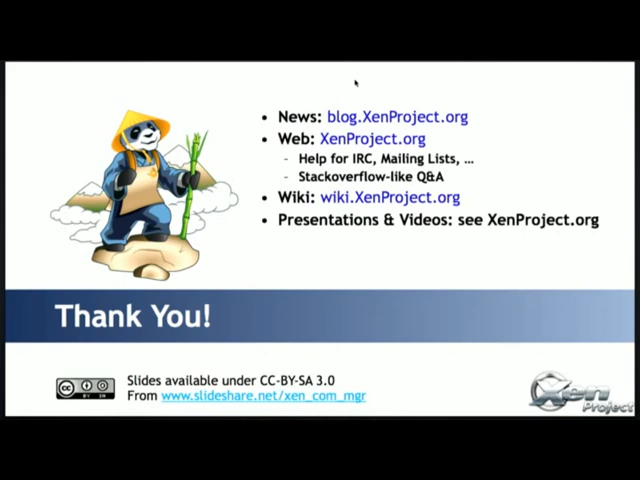 • News: blog.XenProject.org
• Web: XenProject.org
- Help for IRC, Mailing Lists, …
- Stackoverflow-like Q&A
• Wiki: wiki.XenProject.org
• Presentations & Videos: see XenProject.org
Thank You!
Slides available under CC-BY-SA 3.0
From www.slideshare.net/xen_com_mgr
cc
BY
Xen
Project